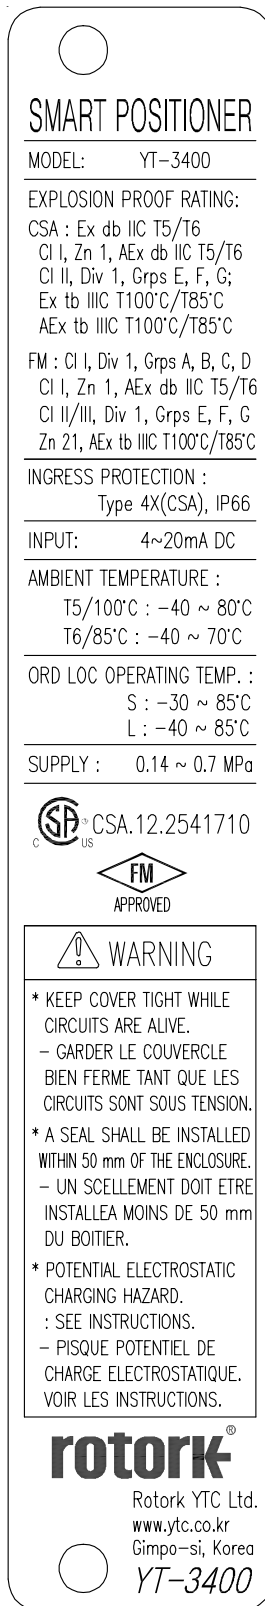 SMART POSITIONER
MODEL: YT-3400
EXPLOSION PROOF RATING:
CSA : Ex db IIC T5/T6
Cl I, Zn 1, AEx db IIC T5/T6
Cl II, Div 1, Grps E, F, G;
Ex tb IIIC T100°C/T85°C
AEx tb IIIC T100°C/T85°C
FM : Cl I, Div 1, Grps A, B, C, D
Cl I, Zn 1, AEx db IIC T5/T6
Cl II/III, Div 1, Grps E, F, G
Zn 21, AEx tb IIIC T100°C/T85°C
INGRESS PROTECTION :
Type 4X(CSA), IP66
INPUT: 4~20mA DC
AMBIENT TEMPERATURE :
T5/100°C : -40 ~ 80°C
T6/85°C : -40 ~ 70°C
ORD LOC OPERATING TEMP. :
S : -30 ~ 85°C
L : -40 ~ 85°C
SUPPLY : 0.14 ~ 0.7 MPa
C SA ® US CSA.12.2541710
FM
APPROVED
WARNING
* KEEP COVER TIGHT WHILE
CIRCUITS ARE ALIVE.
- GARDER LE COUVERCLE
BIEN FERME TANT QUE LES
CIRCUITS SONT SOUS TENSION.
* A SEAL SHALL BE INSTALLED
WITHIN 50 mm OF THE ENCLOSURE.
- UN SCELLEMENT DOIT ETRE
INSTALLEA MOINS DE 50 mm
DU BOITIER.
* POTENTIAL ELECTROSTATIC
CHARGING HAZARD.
: SEE INSTRUCTIONS.
- PISQUE POTENTIEL DE
CHARGE ELECTROSTATIQUE.
VOIR LES INSTRUCTIONS.
rotork®
Rotork YTC Ltd.
www.ytc.co.kr
Gimpo-si, Korea
YT-3400